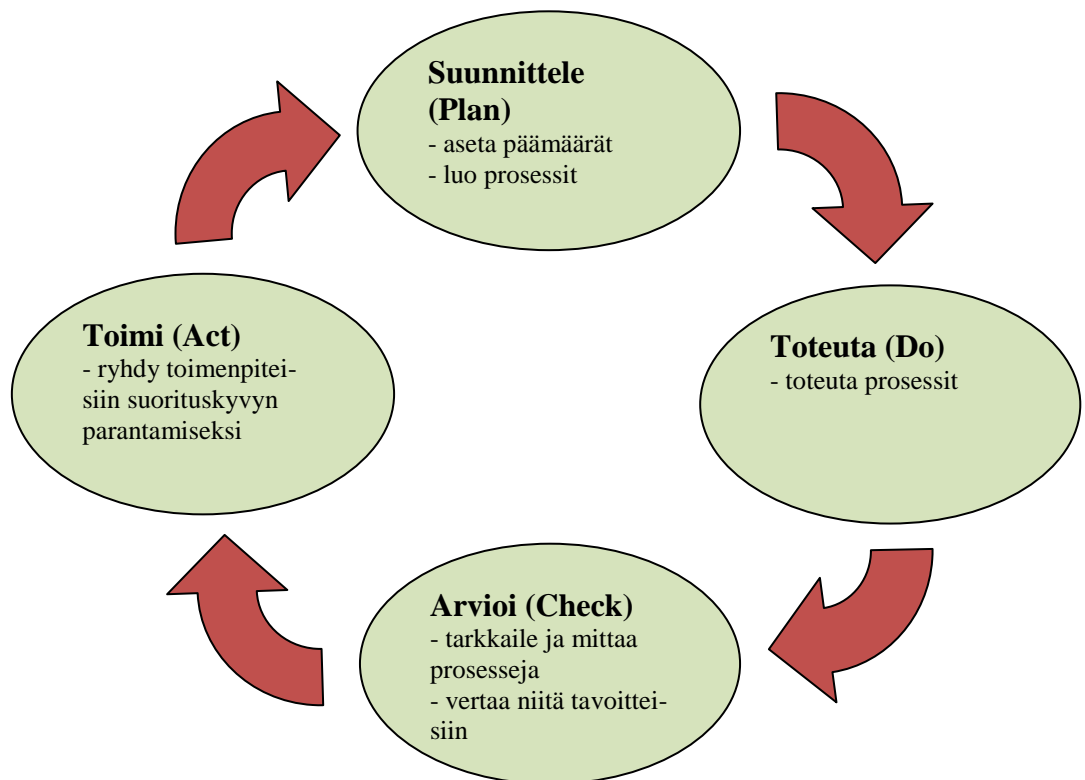 Suunnittele
(Plan)
- aseta päämäärät
- luo prosessit
Toteuta (Do)
- toteuta prosessit
Arvioi (Check)
- tarkkaile ja mittaa
prosesseja
- vertaa niitä tavoittei-
siin
Toimi (Act)
- ryhdy toimenpitei-
siin suorituskyvyn
parantamiseksi